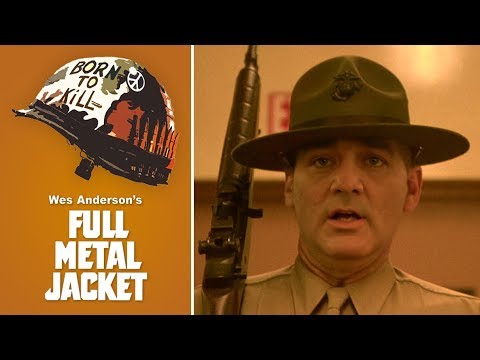 BORN
TO
KILL
Wes Anderson's
FULL
METAL
JACKET